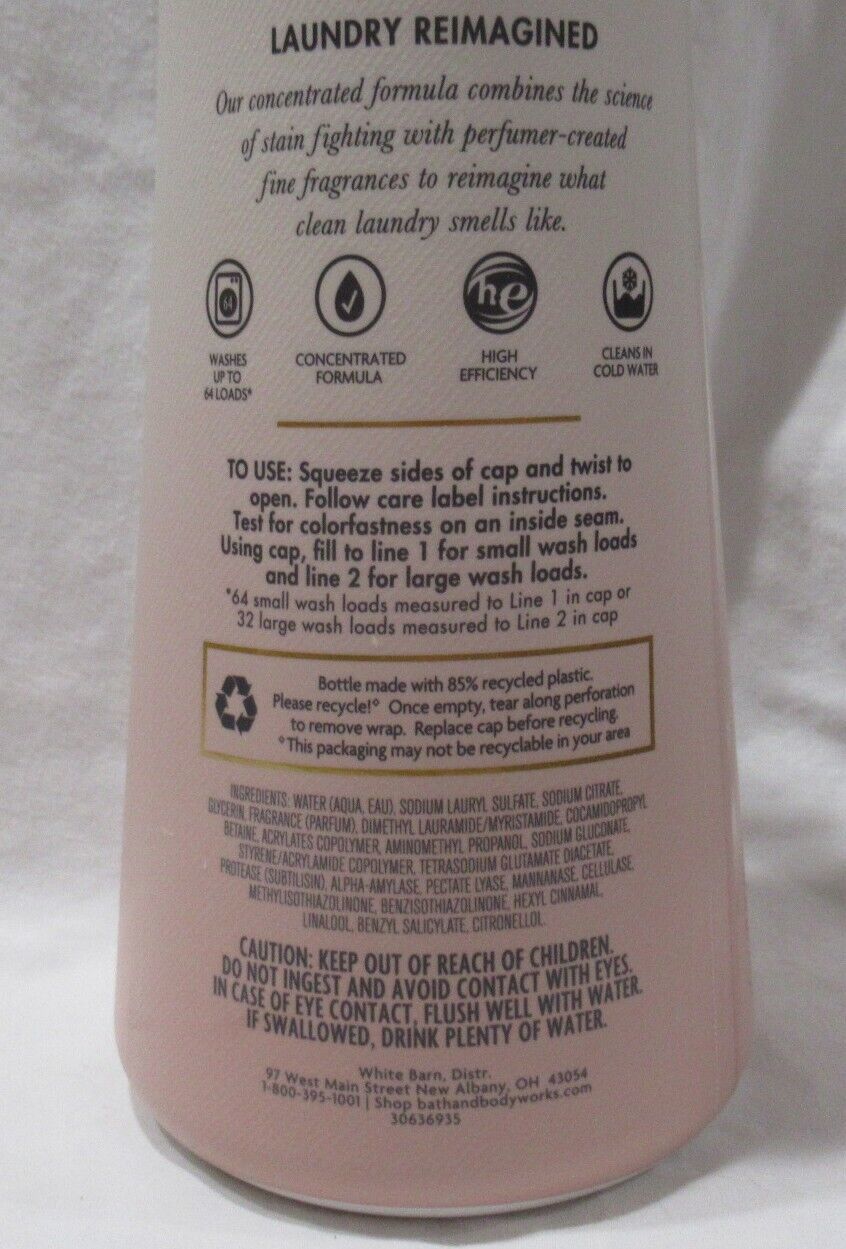 LAUNDRY REIMAGINED
Our concentrated formula combines the science
of stain fighting with perfumer-created
fine fragrances to reimagine what
clean laundry smells like.
64
he
WASHES
UP TO
64 LOADS*
CONCENTRATED
FORMULA
HIGH
EFFICIENCY
CLEANS IN
COLD WATER
TO USE: Squeeze sides of cap and twist to
open. Follow care label instructions.
Test for colorfastness on an inside seam.
Using cap, fill to line 1 for small wash loads
and line 2 for large wash loads.
*64 small wash loads measured to Line 1 in cap or
32 large wash loads measured to Line 2 in cap
Bottle made with 85% recycled plastic.
Please recycle!◊ Once empty, tear along perforation
to remove wrap. Replace cap before recycling.
◊This packaging may not be recyclable in your area
INGREDIENTS: WATER (AQUA, EAU), SODIUM LAURYL SULFATE, SODIUM CITRATE,
GLYCERIN, FRAGRANCE (PARFUM), DIMETHYL LAURAMIDE/MYRISTAMIDE, COCAMIDOPROPYL
BETAINE, ACRYLATES COPOLYMER, AMINOMETHYL PROPANOL, SODIUM GLUCONATE,
STYRENE/ACRYLAMIDE COPOLYMER, TETRASODIUM GLUTAMATE DIACETATE,
PROTEASE (SUBTILISIN), ALPHA-AMYLASE, PECTATE LYASE, MANNANASE, CELLULASE,
METHYLISOTHIAZOLINONE, BENZISOTHIAZOLINONE, HEXYL CINNAMAL,
LINALOOL, BENZYL SALICYLATE, CITRONELLOL.
CAUTION: KEEP OUT OF REACH OF CHILDREN.
DO NOT INGEST AND AVOID CONTACT WITH EYES.
IN CASE OF EYE CONTACT, FLUSH WELL WITH WATER.
IF SWALLOWED, DRINK PLENTY OF WATER.
White Barn, Distr.
97 West Main Street New Albany, OH 43054
1-800-395-1001 | Shop bathandbodyworks.com
30636935